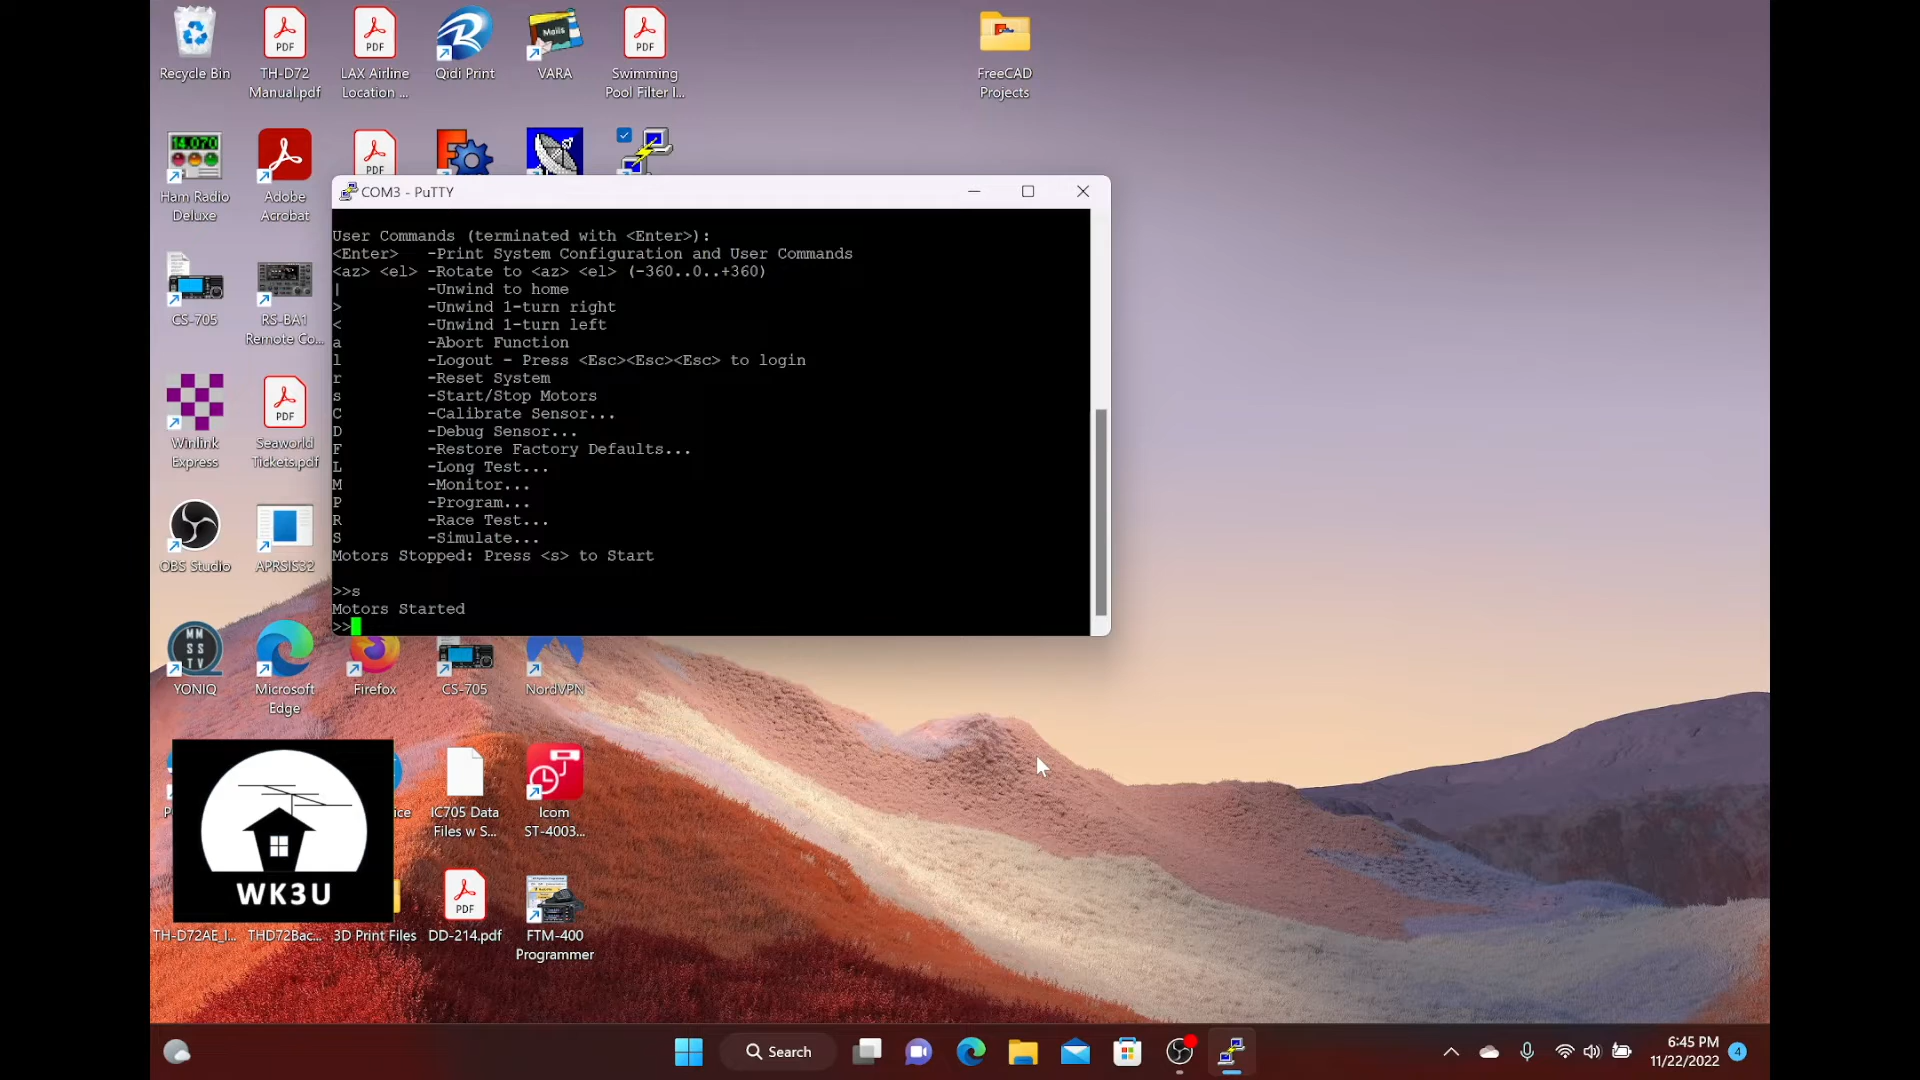 Recycle Bin
TH-D72
Manual.pdf
LAX Airline
Location ...
Qidi Print
VARA
Swimming
Pool Filter I...
FreeCAD
Projects
Ham Radio
Deluxe
Adobe
Acrobat
CS-705
RS-BA1
Remote Co...
Winlink
Express
Seaworld
Tickets.pdf
OBS Studio
APRSIS32
YONIQ
Microsoft
Edge
Firefox
CS-705
NordVPN
COM3 - PuTTY
User Commands (terminated with <Enter>):
<Enter>   -Print System Configuration and User Commands
<az> <el> -Rotate to <az> <el> (-360..0..+360)
|         -Unwind to home
>         -Unwind 1-turn right
<         -Unwind 1-turn left
a         -Abort Function
l         -Logout - Press <Esc><Esc><Esc> to login
r         -Reset System
s         -Start/Stop Motors
C         -Calibrate Sensor...
D         -Debug Sensor...
F         -Restore Factory Defaults...
L         -Long Test...
M         -Monitor...
P         -Program...
R         -Race Test...
S         -Simulate...
Motors Stopped: Press <s> to Start
>>s
Motors Started
>>
WK3U
IC705 Data
Files w S...
Icom
ST-4003...
TH-D72AE_I...
THD72Bac...
3D Print Files
DD-214.pdf
FTM-400
Programmer
Search
6:45 PM
11/22/2022
4